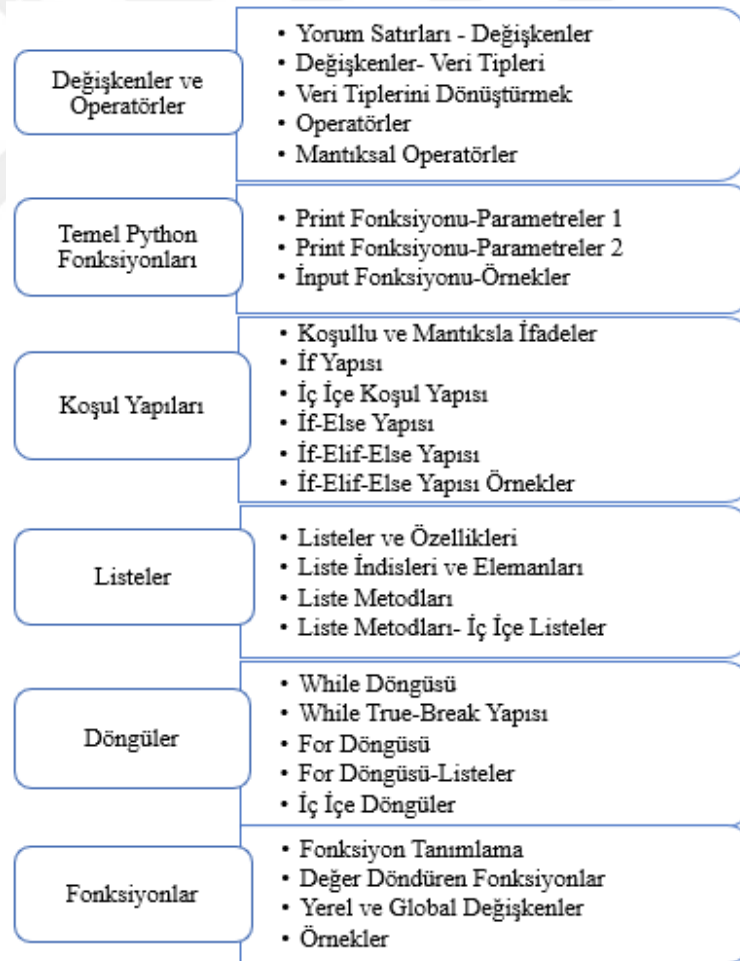 Değişkenler ve
Operatörler
• Yorum Satırları - Değişkenler
• Değişkenler- Veri Tipleri
• Veri Tiplerini Dönüştürmek
• Operatörler
• Mantıksal Operatörler
Temel Python
Fonksiyonları
• Print Fonksiyonu-Parametreler 1
• Print Fonksiyonu-Parametreler 2
• İnput Fonksiyonu-Örnekler
Koşul Yapıları
• Koşullu ve Mantıksla İfadeler
• İf Yapısı
• İç İçe Koşul Yapısı
• İf-Else Yapısı
• İf-Elif-Else Yapısı
• İf-Elif-Else Yapısı Örnekler
Listeler
• Listeler ve Özellikleri
• Liste İndisleri ve Elemanları
• Liste Metodları
• Liste Metodları- İç İçe Listeler
Döngüler
• While Döngüsü
• While True-Break Yapısı
• For Döngüsü
• For Döngüsü-Listeler
• İç İçe Döngüler
Fonksiyonlar
• Fonksiyon Tanımlama
• Değer Döndüren Fonksiyonlar
• Yerel ve Global Değişkenler
• Örnekler